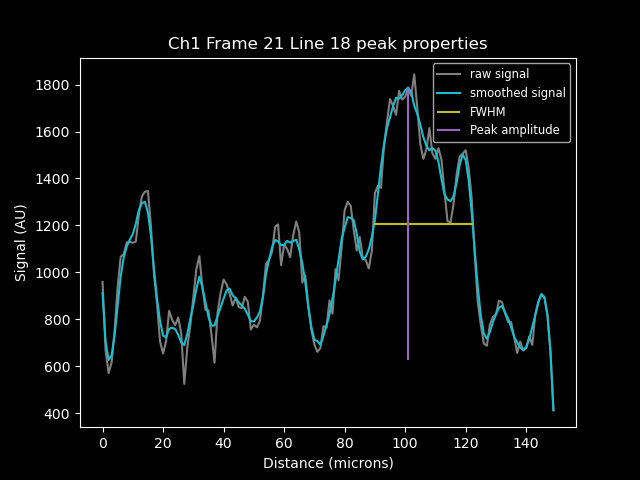 Ch1 Frame 21 Line 18 peak properties
raw signal
smoothed signal
FWHM
Peak amplitude
Signal (AU)
1800
1600
1400
1200
1000
800
600
400
0 20 40 60 80 100 120 140
Distance (microns)